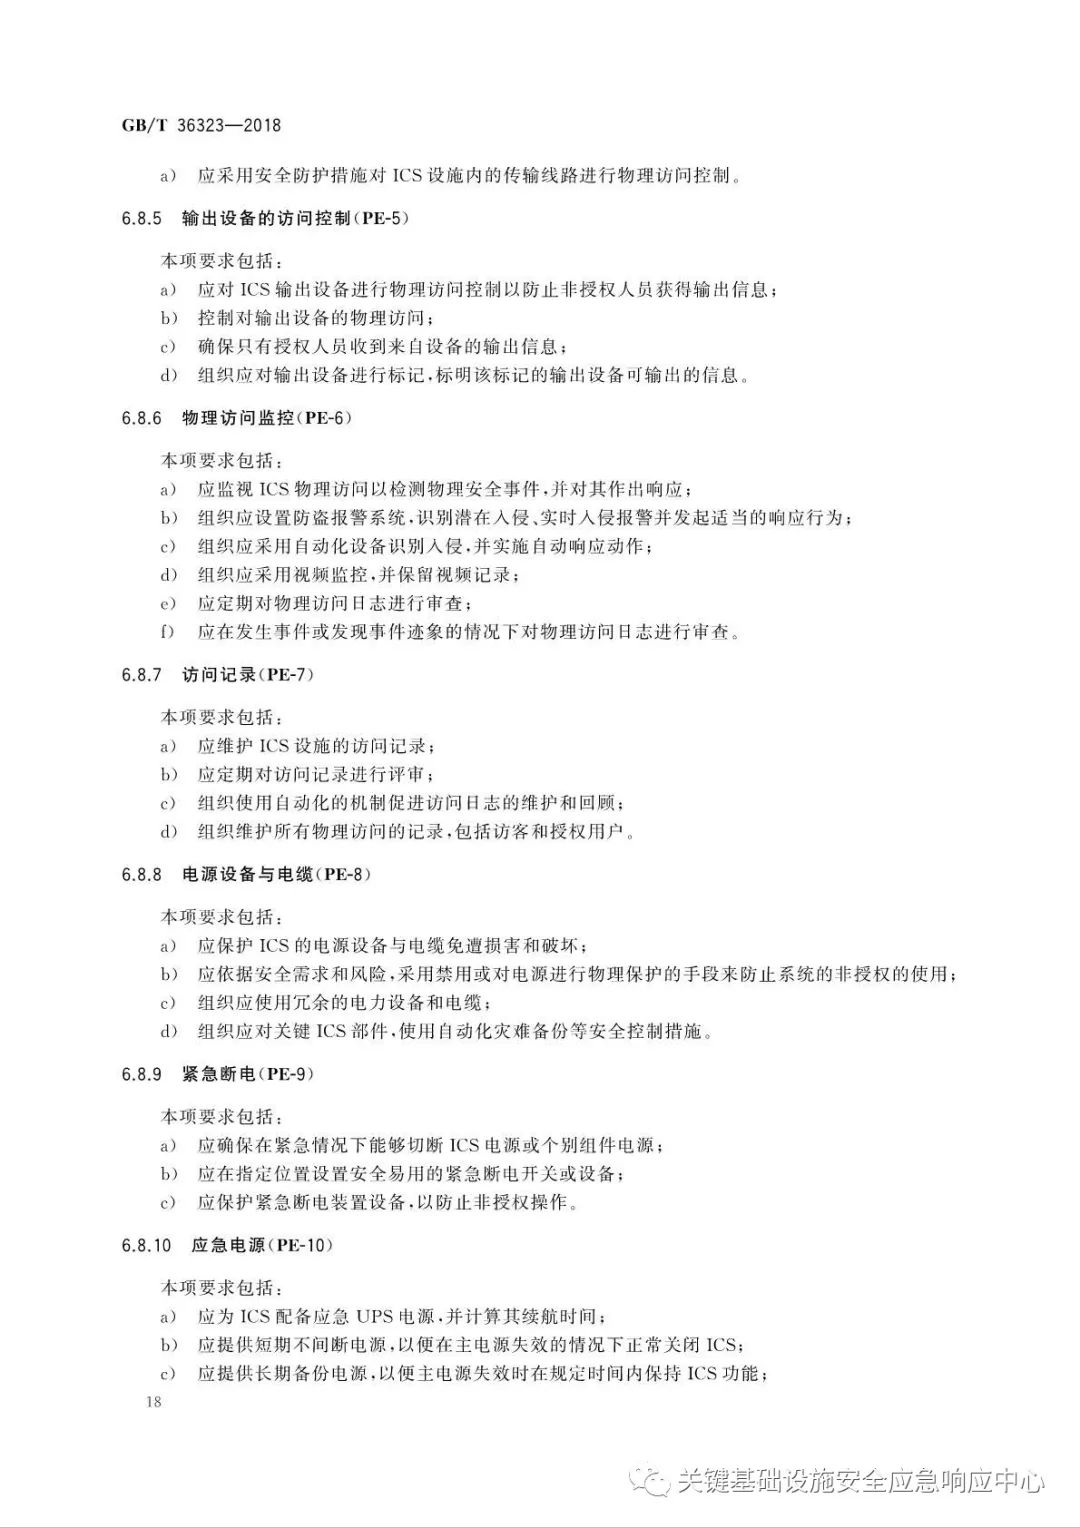 GB/T 36323—2018
a) 应采用安全防护措施对 ICS 设施内的传输线路进行物理访问控制。
6.8.5 输出设备的访问控制(PE-5)
本项要求包括:
a) 应对 ICS 输出设备进行物理访问控制以防止非授权人员获得输出信息;
b) 控制对输出设备的物理访问;
c) 确保只有授权人员收到来自设备的输出信息;
d) 组织应对输出设备进行标记,标明该标记的输出设备可输出的信息。
6.8.6 物理访问监控(PE-6)
本项要求包括:
a) 应监视 ICS 物理访问以检测物理安全事件,并对其作出响应;
b) 组织应设置防盗报警系统,识别潜在入侵、实时入侵报警并发起适当的响应行为;
c) 组织应采用自动化设备识别入侵,并实施自动响应动作;
d) 组织应采用视频监控,并保留视频记录;
e) 应定期对物理访问日志进行审查;
f) 应在发生事件或发现事件迹象的情况下对物理访问日志进行审查。
6.8.7 访问记录(PE-7)
本项要求包括:
a) 应维护 ICS 设施的访问记录;
b) 应定期对访问记录进行评审;
c) 组织使用自动化的机制促进访问日志的维护和回顾;
d) 组织维护所有物理访问的记录,包括访客和授权用户。
6.8.8 电源设备与电缆(PE-8)
本项要求包括:
a) 应保护 ICS 的电源设备与电缆免遭损害和破坏;
b) 应依据安全需求和风险,采用禁用或对电源进行物理保护的手段来防止系统的非授权的使用;
c) 组织应使用冗余的电力设备和电缆;
d) 组织应对关键 ICS 部件,使用自动化灾难备份等安全控制措施。
6.8.9 紧急断电(PE-9)
本项要求包括:
a) 应确保在紧急情况下能够切断 ICS 电源或个别组件电源;
b) 应在指定位置设置安全易用的紧急断电开关或设备;
c) 应保护紧急断电装置设备,以防止非授权操作。
6.8.10 应急电源(PE-10)
本项要求包括:
a) 应为 ICS 配备应急 UPS 电源,并计算其续航时间;
b) 应提供短期不间断电源,以便在主电源失效的情况下正常关闭 ICS;
c) 应提供长期备份电源,以便主电源失效时在规定时间内保持 ICS 功能;
18
关键基础设施安全应急响应中心